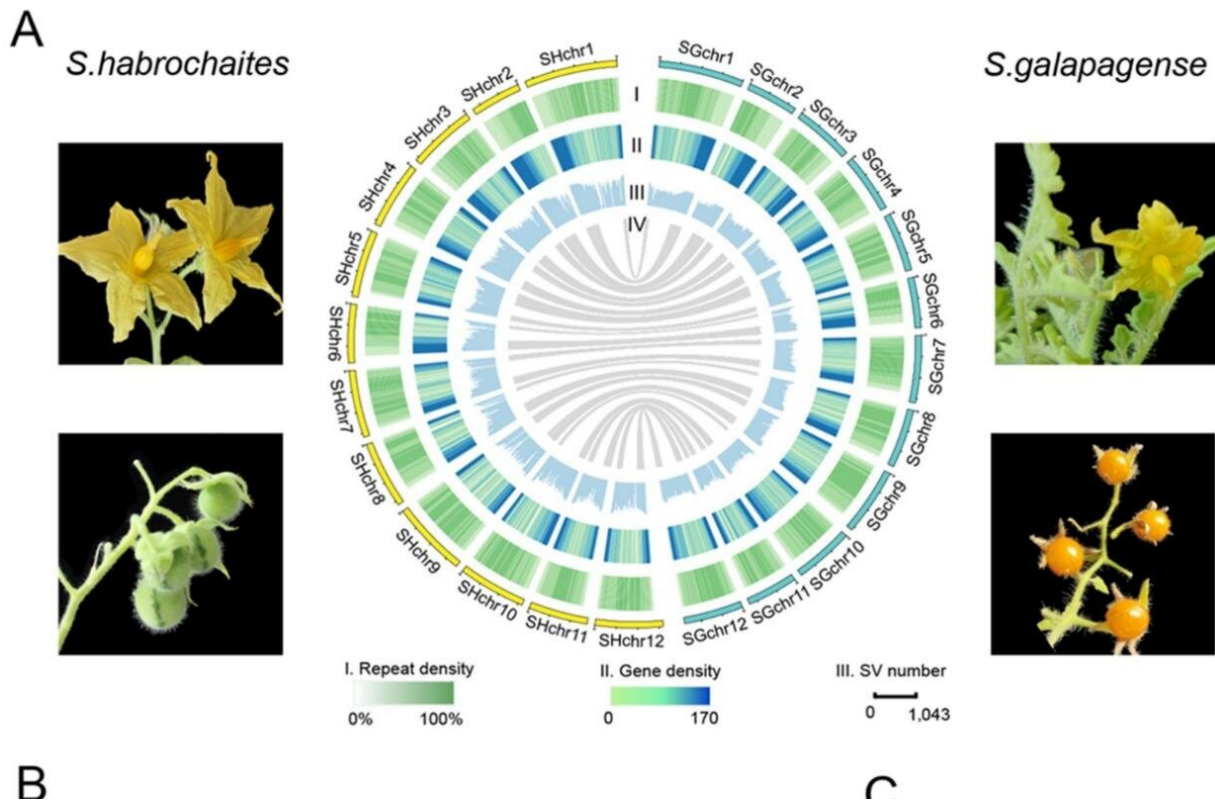 A
S.habrochaites
S.galapagense
SHchr1
SHchr2
SHchr3
SHchr4
SHchr5
SHchr6
SHchr7
SHchr8
SHchr9
SHchr10
SHchr11
SHchr12
SGchr1
SGchr2
SGchr3
SGchr4
SGchr5
SGchr6
SGchr7
SGchr8
SGchr9
SGchr10
SGchr11
SGchr12
I
II
III
IV
I. Repeat density
0% 100%
II. Gene density
0 170
III. SV number
0 1,043
B
C